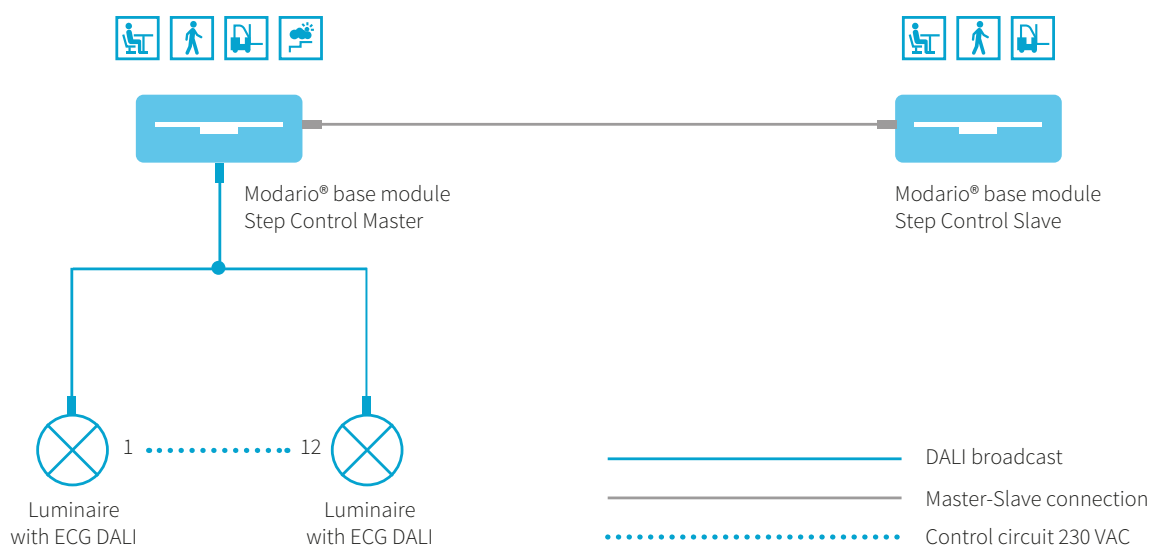 Modario® base module
Step Control Master
Modario® base module
Step Control Slave
1
12
Luminaire
with ECG DALI
Luminaire
with ECG DALI
DALI broadcast
Master-Slave connection
Control circuit 230 VAC